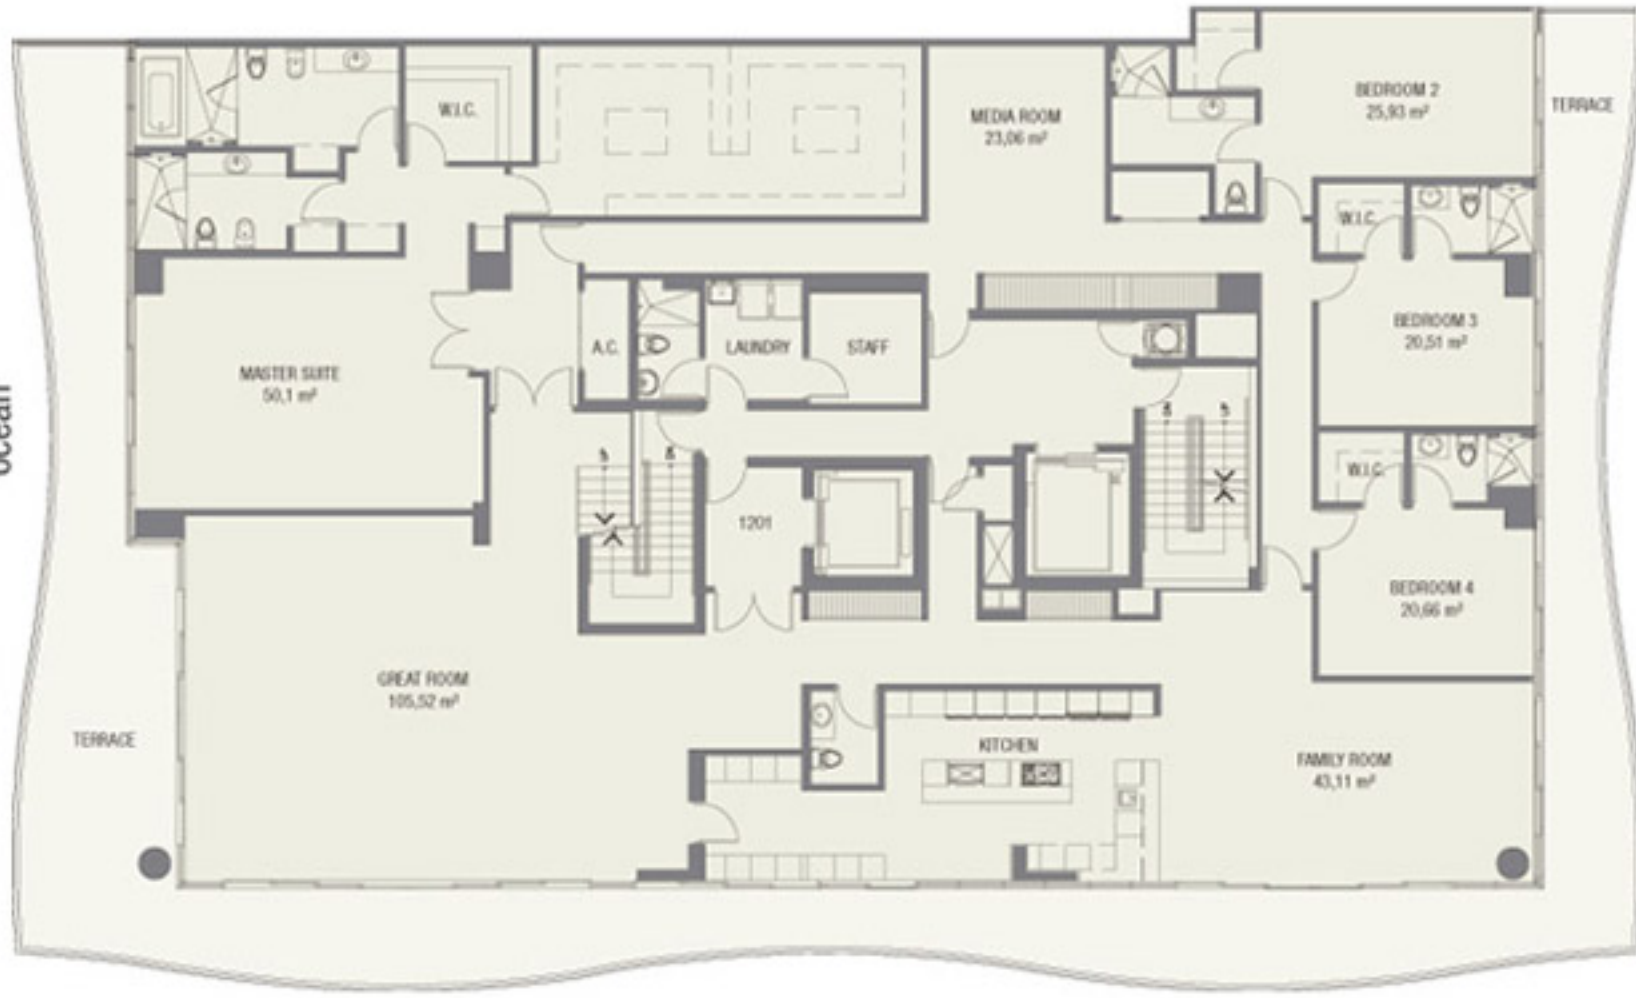 BEDROOM 2
25,93 m²
TERRACE
W.I.C.
MEDIA ROOM
23,06 m²
W.I.C.
BEDROOM 3
20,51 m²
A.C.
LAUNDRY
STAFF
MASTER SUITE
50,1 m²
ocean
W.I.C.
1201
BEDROOM 4
20,66 m²
GREAT ROOM
105,52 m²
TERRACE
KITCHEN
FAMILY ROOM
43,11 m²